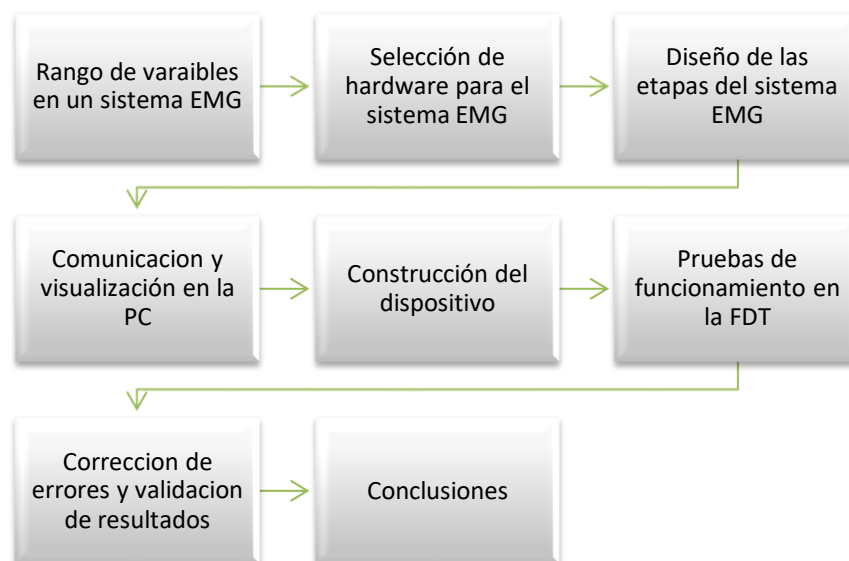 Rango de varaibles
en un sistema EMG
Selección de
hardware para el
sistema EMG
Diseño de las
etapas del sistema
EMG
Comunicacion y
visualización en la
PC
Construcción del
dispositivo
Pruebas de
funcionamiento en
la FDT
Correccion de
errores y validacion
de resultados
Conclusiones